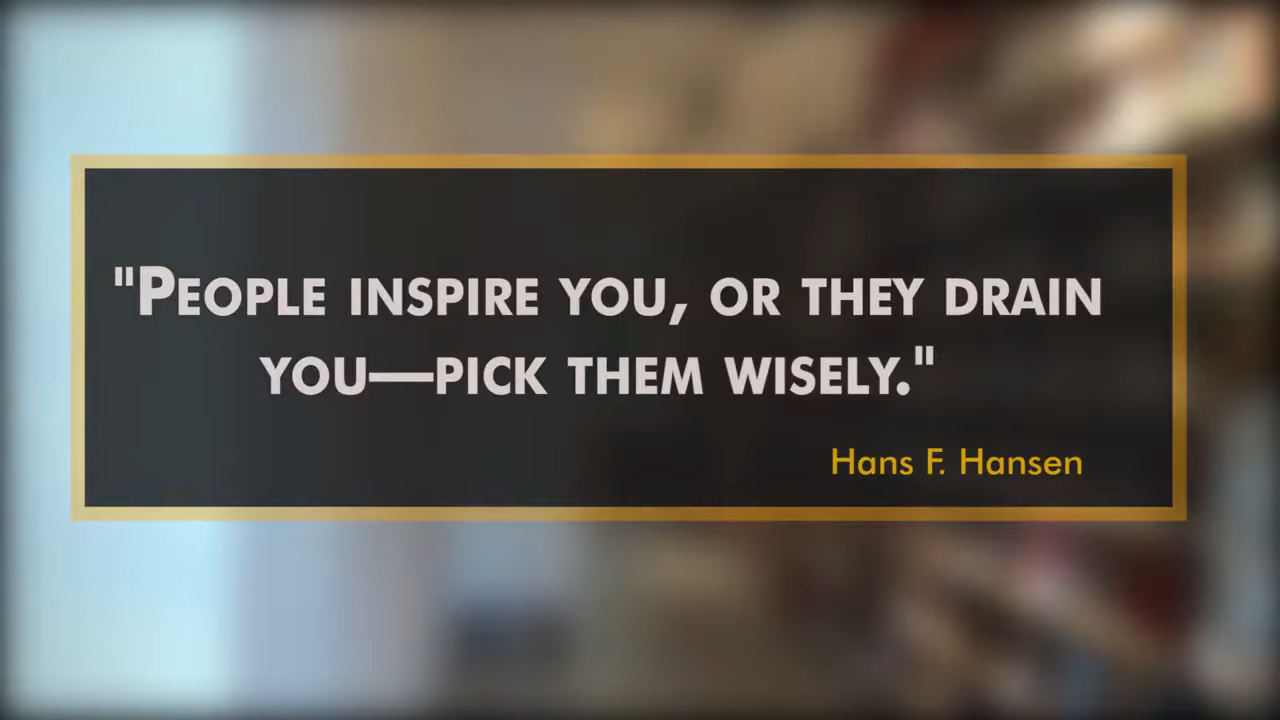 "People inspire you, or they drain
you—pick them wisely."
Hans F. Hansen